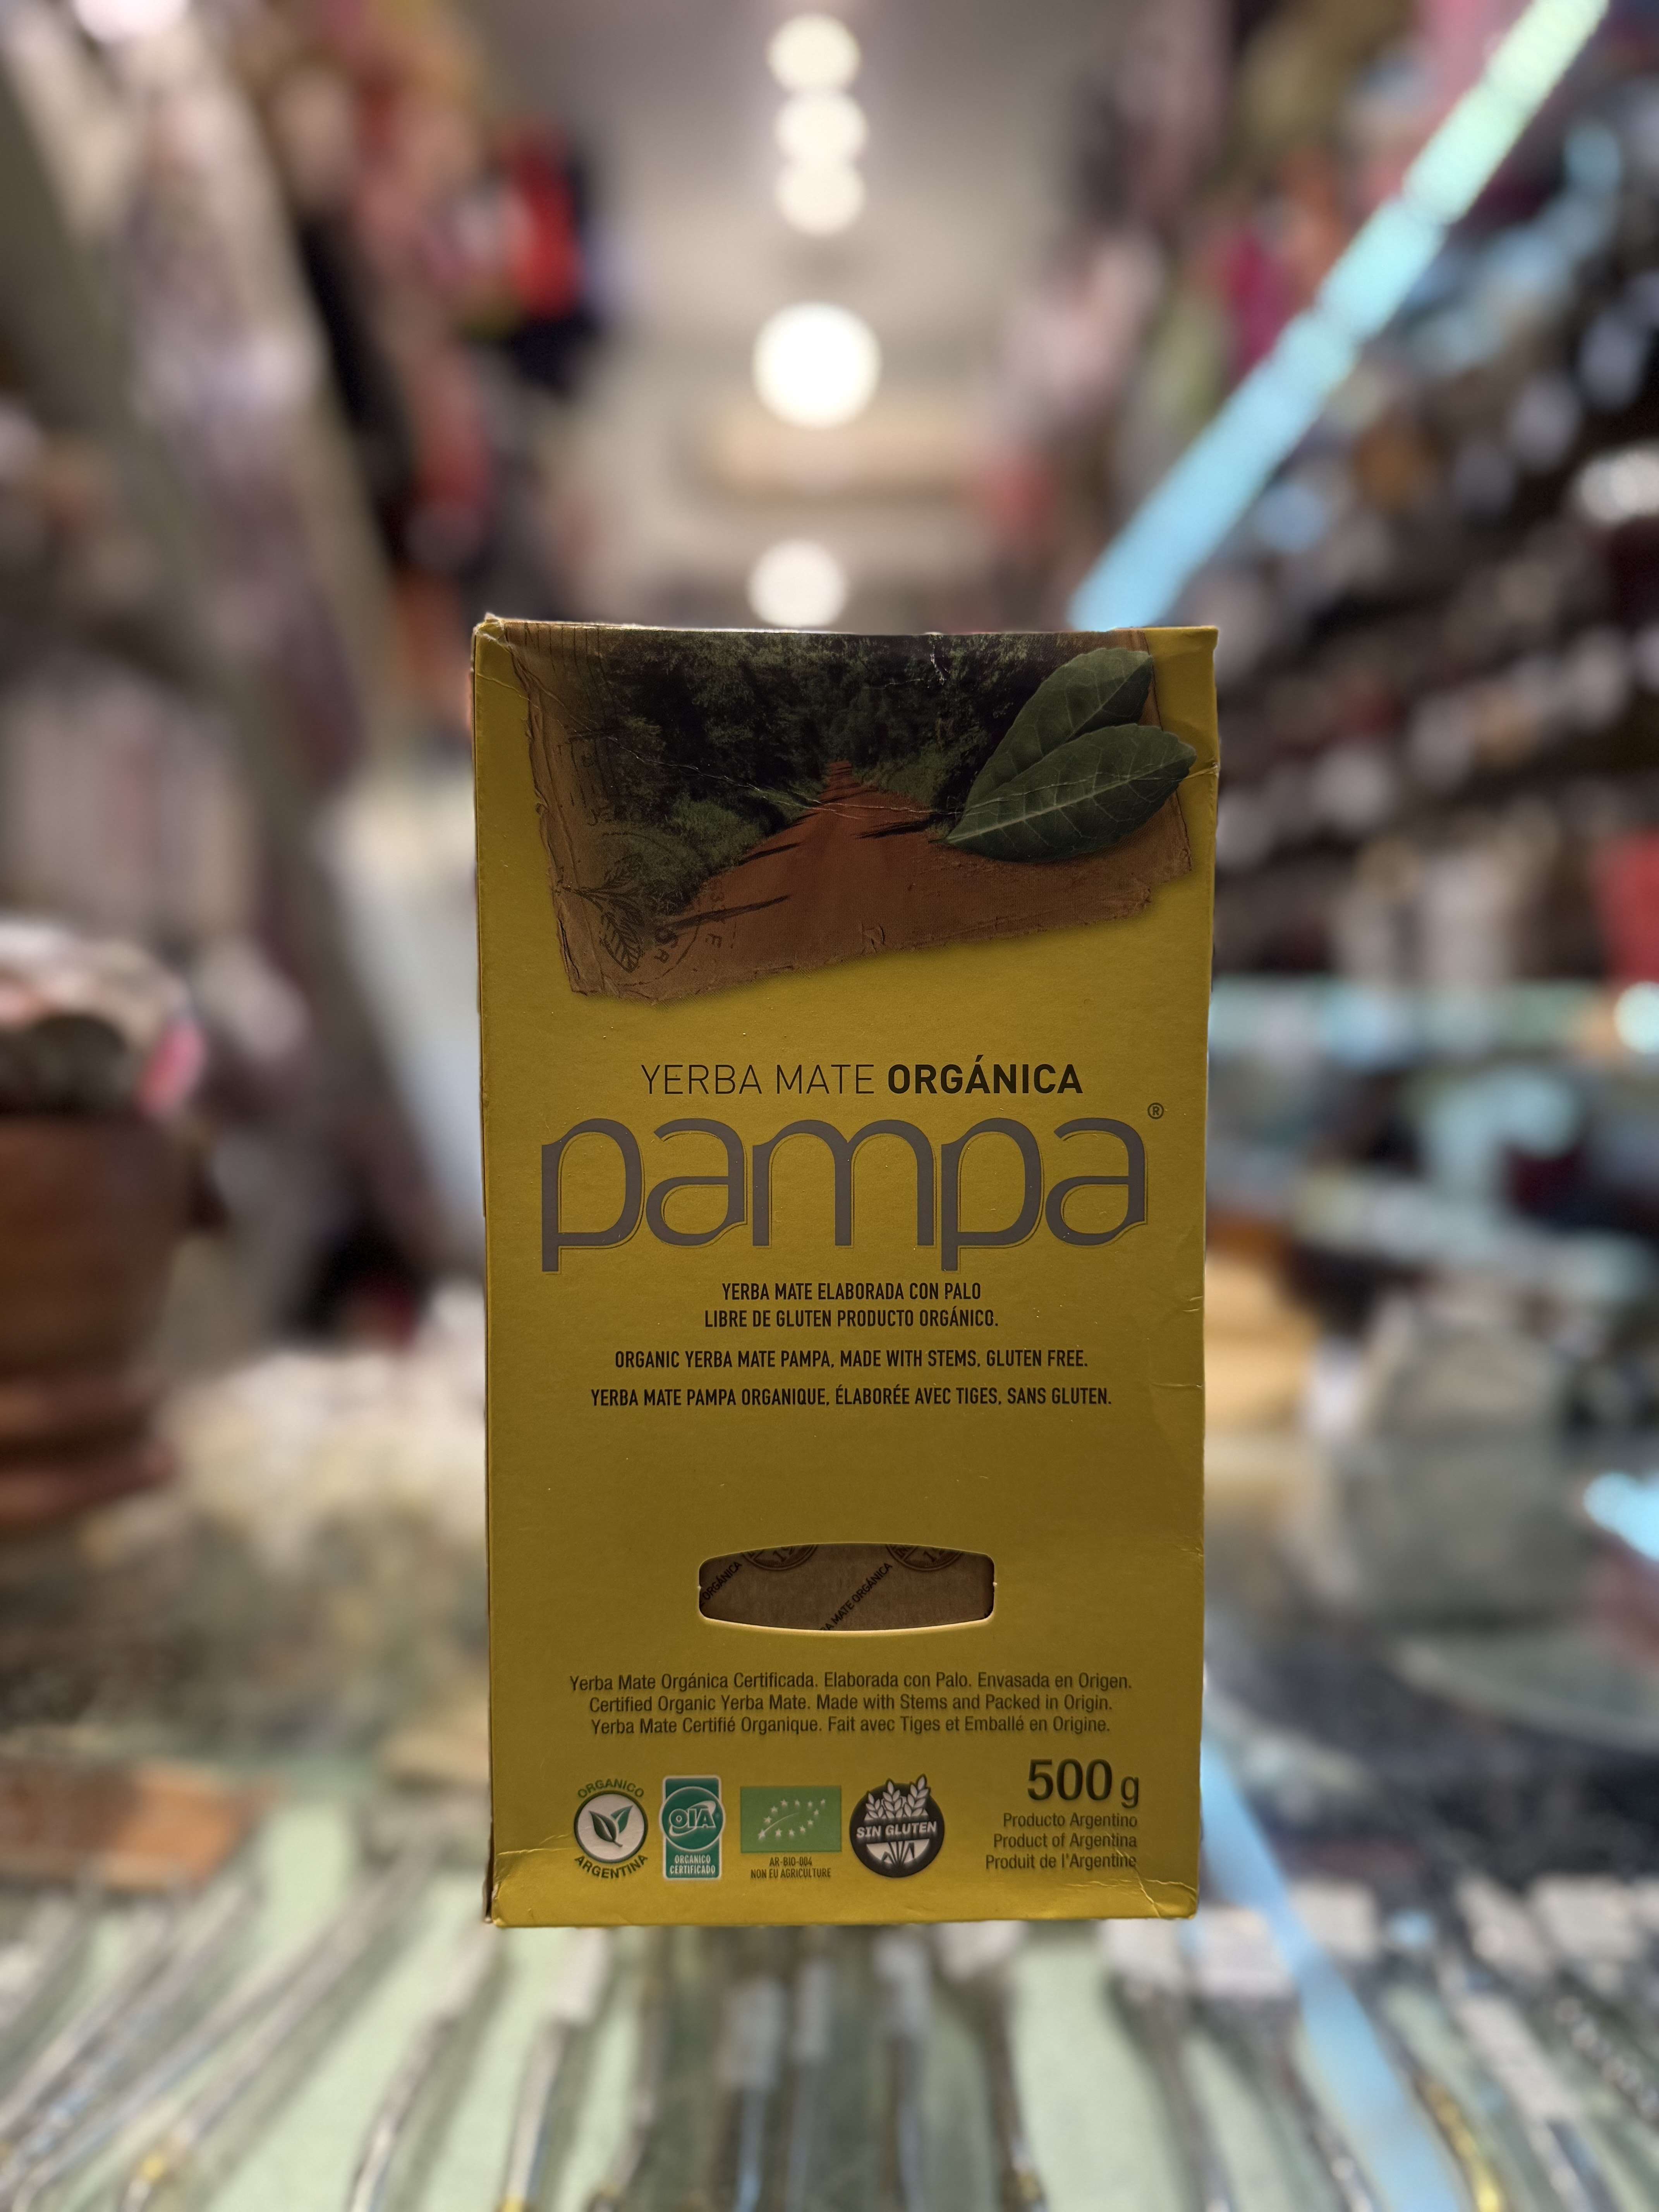 YERBA MATE ORGÁNICA
pampa®
YERBA MATE ELABORADA CON PALO
LIBRE DE GLUTEN PRODUCTO ORGÁNICO.
ORGANIC YERBA MATE PAMPA, MADE WITH STEMS, GLUTEN FREE.
YERBA MATE PAMPA ORGANIQUE, ÉLABORÉE AVEC TIGES, SANS GLUTEN.
ORGÁNICA
MATE ORGÁNICA
Yerba Mate Orgánica Certificada. Elaborada con Palo. Envasada en Origen.
Certified Organic Yerba Mate. Made with Stems and Packed in Origin.
Yerba Mate Certifié Organique. Fait avec Tiges et Emballé en Origine.
ORGANICO
ARGENTINA
OIA
ORGANICO
CERTIFICADO
AR-BIO-004
NON EU AGRICULTURE
SIN GLUTEN
500 g
Producto Argentino
Product of Argentina
Produit de l'Argentine